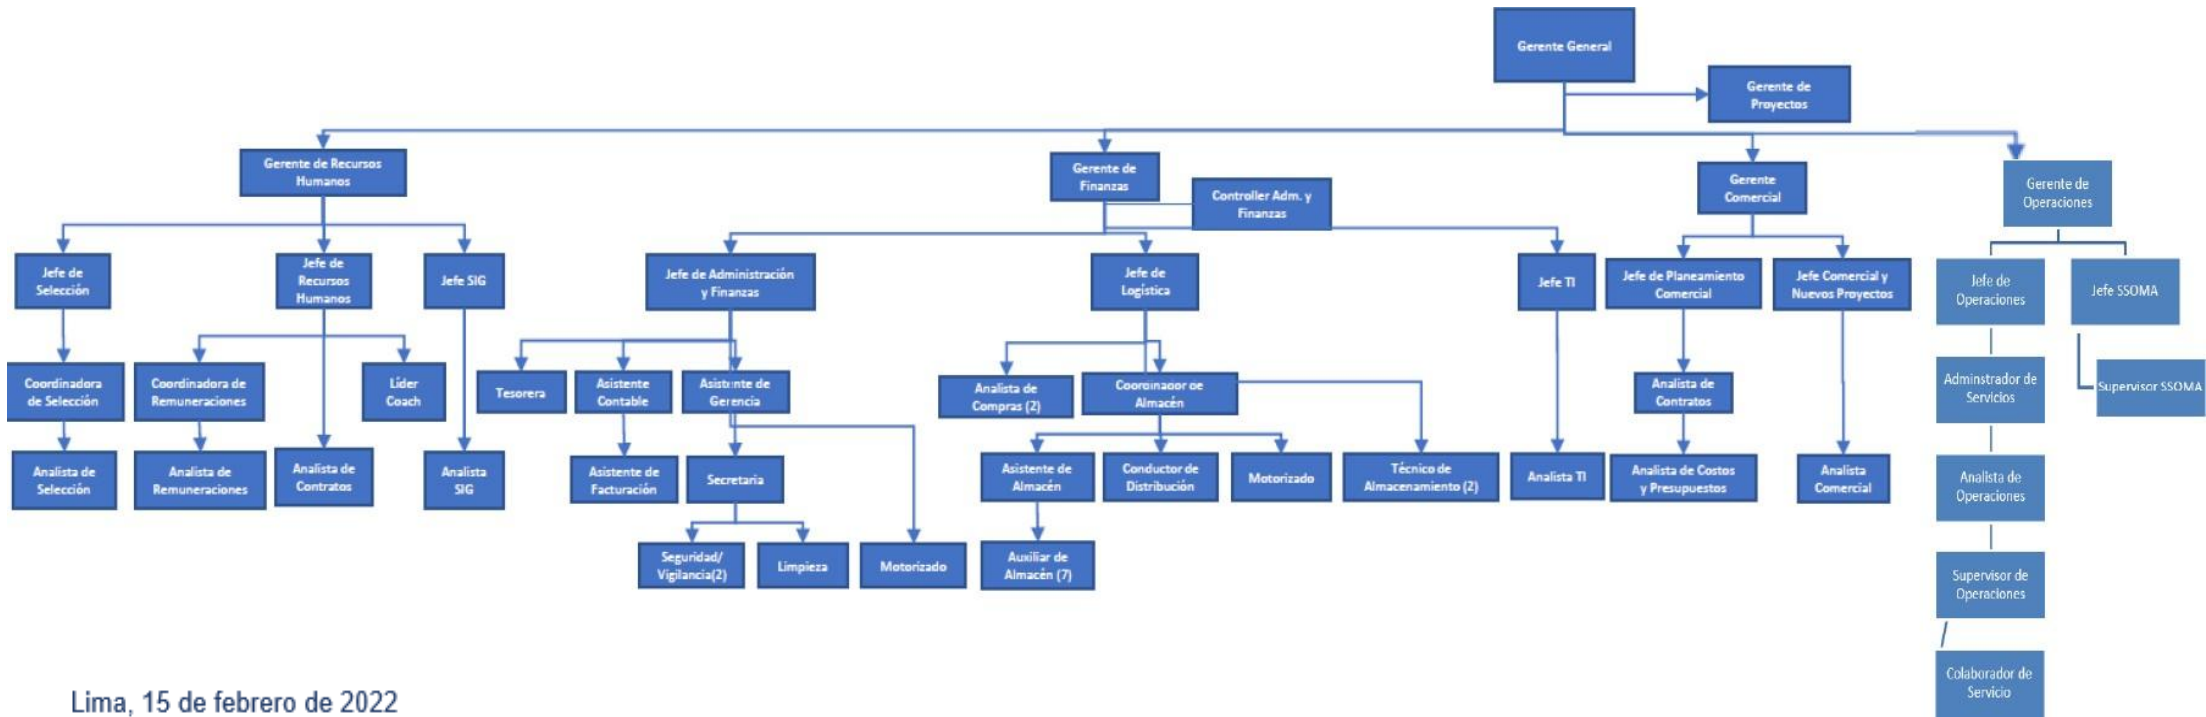 Gerente General
Gerente de
Proyectos
Gerente de Recursos
Humanos
Gerente de
Finanzas
Controller Adm. y
Finanzas
Gerente
Comercial
Gerente de
Operaciones
Jefe de
Selección
Jefe de
Recursos
Humanos
Jefe SIG
Jefe de Administración
y Finanzas
Jefe de
Logística
Jefe TI
Jefe de Planeamiento
Comercial
Jefe Comercial y
Nuevos Proyectos
Jefe de
Operaciones
Jefe SSOMA
Coordinadora
de Selección
Coordinadora de
Remuneraciones
Líder
Coach
Tesorera
Asistente
Contable
Asistente de
Gerencia
Analista de
Compras (2)
Coordinador de
Almacén
Analista de
Contratos
Adminstrador de
Servicios
Supervisor SSOMA
Analista de
Selección
Analista de
Remuneraciones
Analista de
Contratos
Analista
SIG
Asistente de
Facturación
Secretaria
Asistente de
Almacén
Conductor de
Distribución
Motorizado
Técnico de
Almacenamiento (2)
Analista TI
Analista de Costos
y Presupuestos
Analista
Comercial
Analista de
Operaciones
Seguridad/
Vigilancia(2)
Limpieza
Motorizado
Auxiliar de
Almacén (7)
Supervisor de
Operaciones
Colaborador de
Servicio
Lima, 15 de febrero de 2022